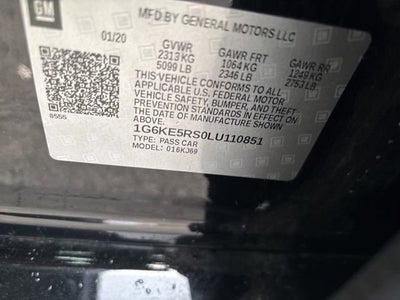 GM
MFD BY GENERAL MOTORS LLC
01/20 GVWR GAWR FRT GAWR RR
2313 KG 1064 KG 1249 KG
5099 LB 2346 LB 2753 LB
THIS VEHICLE CONFORMS TO ALL
APPLICABLE U.S. FEDERAL MOTOR
VEHICLE SAFETY, BUMPER, AND THEFT
PREVENTION STANDARDS IN EFFECT ON THE
DATE OF MANUFACTURE SHOWN ABOVE.
8555 1G6KE5RS0LU110851
TYPE: PASS CAR
MODEL: 016KJ69